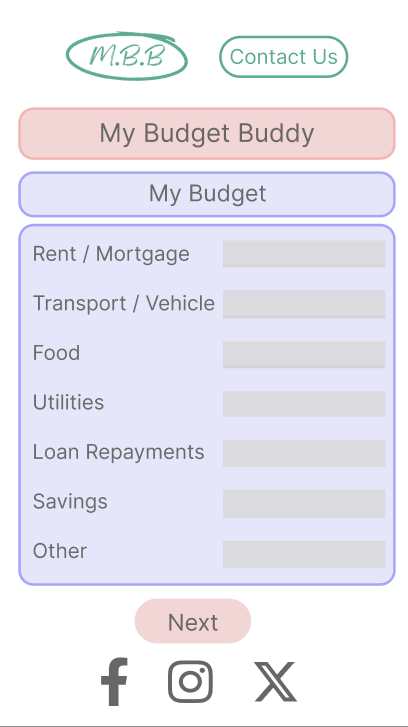 M.B.B
Contact Us
My Budget Buddy
My Budget
Rent / Mortgage
Transport / Vehicle
Food
Utilities
Loan Repayments
Savings
Other
Next